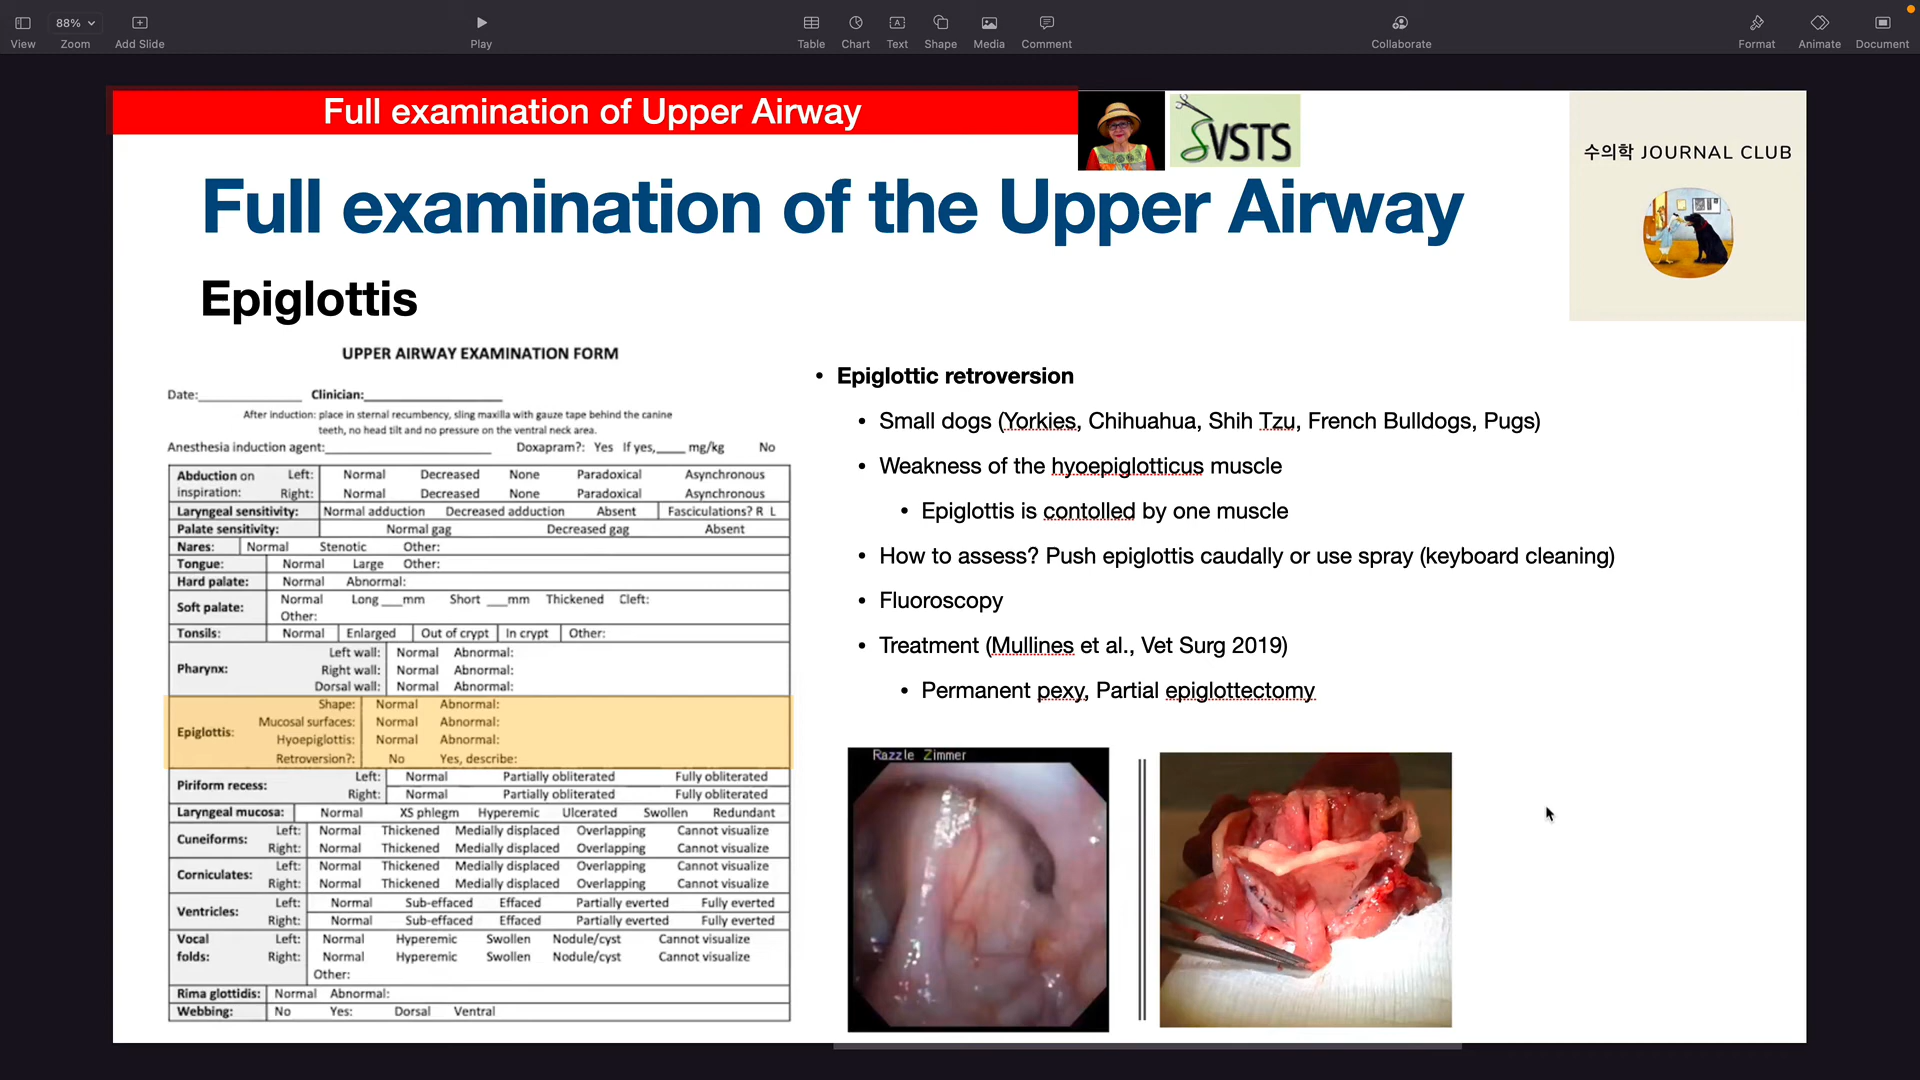 View
88%
Zoom
Add Slide
Play
Table
Chart
Text
Shape
Media
Comment
Collaborate
Format
Animate
Document
Full examination of Upper Airway
SVSTS
수의학 JOURNAL CLUB
Full examination of the Upper Airway
Epiglottis
UPPER AIRWAY EXAMINATION FORM
Date:____________ Clinician:____________________
After induction: place in sternal recumbency, sling maxilla with gauze tape behind the canine
teeth, no head tilt and no pressure on the ventral neck area.
Anesthesia induction agent:________________________ Doxapram?: Yes If yes,____ mg/kg No
Abduction on inspiration: Left: Normal Decreased None Paradoxical Asynchronous
Right: Normal Decreased None Paradoxical Asynchronous
Laryngeal sensitivity: Normal adduction Decreased adduction Absent Fasciculations? R L
Palate sensitivity: Normal gag Decreased gag Absent
Nares: Normal Stenotic Other:
Tongue: Normal Large Other:
Hard palate: Normal Abnormal:
Soft palate: Normal Long ___mm Short ___mm Thickened Cleft:
Other:
Tonsils: Normal Enlarged Out of crypt In crypt Other:
Pharynx: Left wall: Normal Abnormal:
Right wall: Normal Abnormal:
Dorsal wall: Normal Abnormal:
Epiglottis: Shape: Normal Abnormal:
Mucosal surfaces: Normal Abnormal:
Hyoepiglottis: Normal Abnormal:
Retroversion?: No Yes, describe:
Piriform recess: Left: Normal Partially obliterated Fully obliterated
Right: Normal Partially obliterated Fully obliterated
Laryngeal mucosa: Normal XS phlegm Hyperemic Ulcerated Swollen Redundant
Cuneiforms: Left: Normal Thickened Medially displaced Overlapping Cannot visualize
Right: Normal Thickened Medially displaced Overlapping Cannot visualize
Corniculates: Left: Normal Thickened Medially displaced Overlapping Cannot visualize
Right: Normal Thickened Medially displaced Overlapping Cannot visualize
Ventricles: Left: Normal Sub-effaced Effaced Partially everted Fully everted
Right: Normal Sub-effaced Effaced Partially everted Fully everted
Vocal folds: Left: Normal Hyperemic Swollen Nodule/cyst Cannot visualize
Right: Normal Hyperemic Swollen Nodule/cyst Cannot visualize
Other:
Rima glottidis: Normal Abnormal:
Webbing: No Yes: Dorsal Ventral
• Epiglottic retroversion
• Small dogs (Yorkies, Chihuahua, Shih Tzu, French Bulldogs, Pugs)
• Weakness of the hyoepiglotticus muscle
• Epiglottis is contolled by one muscle
• How to assess? Push epiglottis caudally or use spray (keyboard cleaning)
• Fluoroscopy
• Treatment (Mullines et al., Vet Surg 2019)
• Permanent pexy, Partial epiglottectomy
Razzle Zimmer